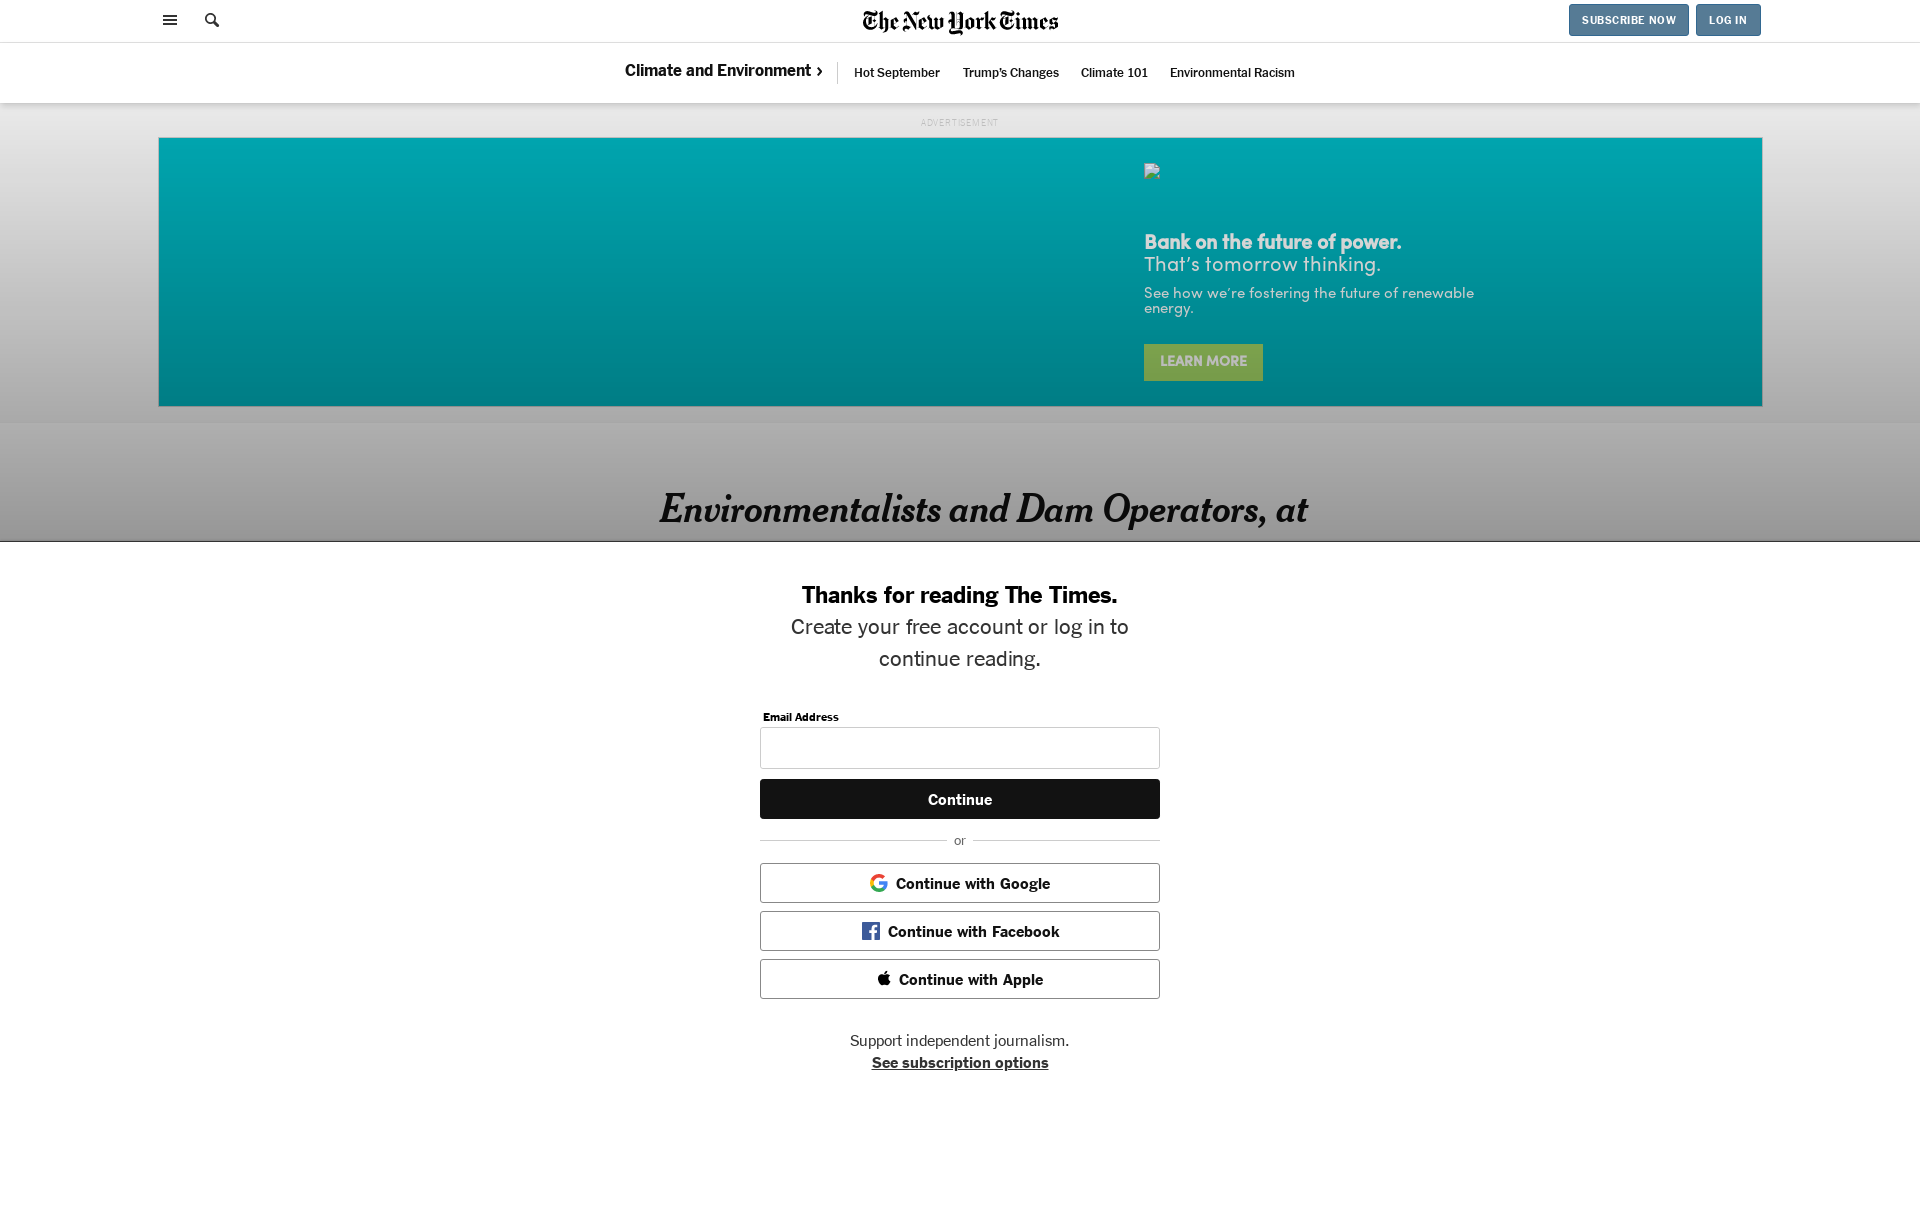 The New York Times
SUBSCRIBE NOW
LOG IN
Climate and Environment ›
Hot September
Trump's Changes
Climate 101
Environmental Racism
ADVERTISEMENT
Bank on the future of power.
That's tomorrow thinking.
See how we're fostering the future of renewable
energy.
LEARN MORE
Environmentalists and Dam Operators, at
Thanks for reading The Times.
Create your free account or log in to
continue reading.
Email Address
Continue
or
Continue with Google
Continue with Facebook
Continue with Apple
Support independent journalism.
See subscription options